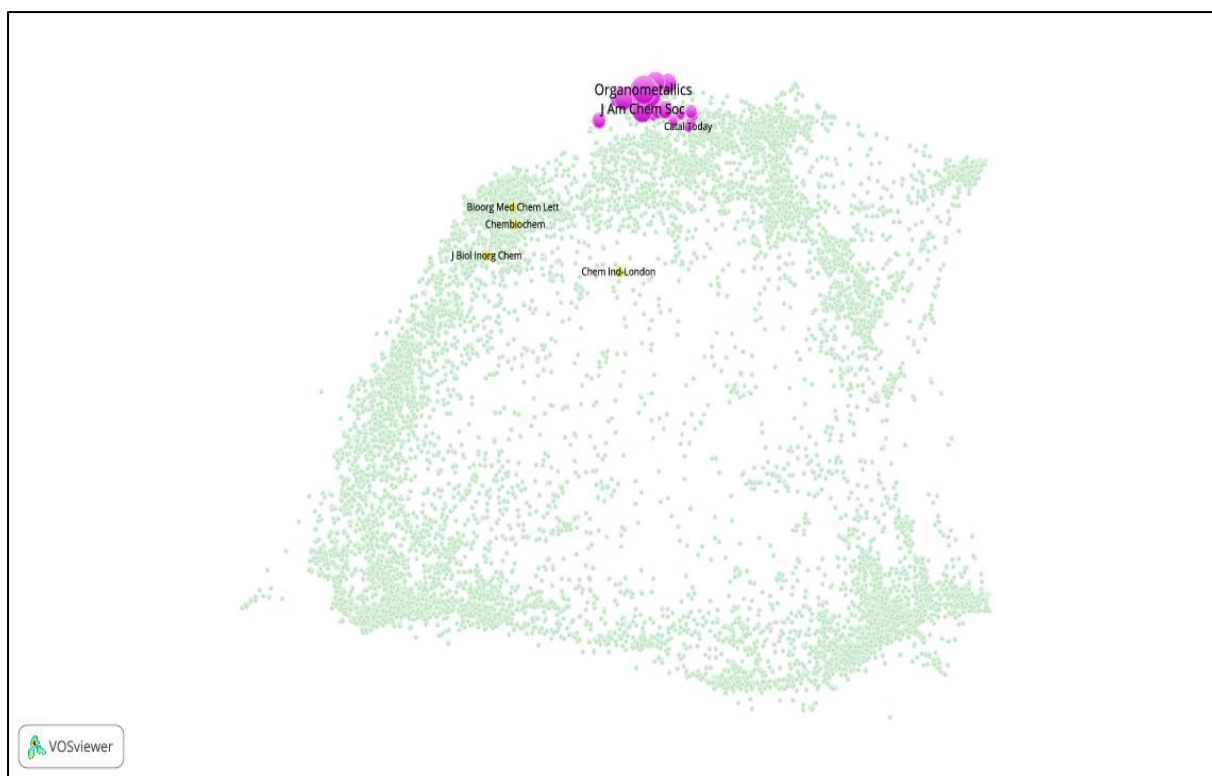 Organometallics
J Am Chem Soc
Catal Today
Bioorg Med Chem Lett
Chembiochem
J Biol Inorg Chem
Chem Ind-London
VOSviewer